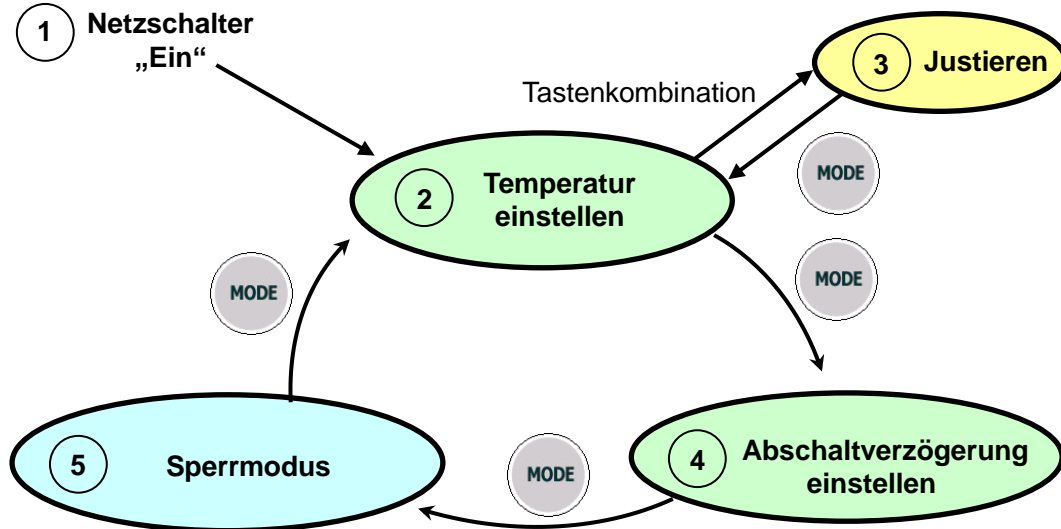 1 Netzschalter
„Ein“
3 Justieren
Tastenkombination
MODE
2 Temperatur
einstellen
MODE
MODE
5 Sperrmodus
MODE
4 Abschaltverzögerung
einstellen